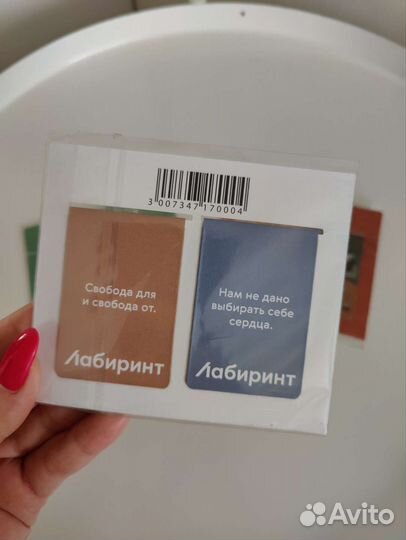 3 007347 170004
Свобода для
и свобода от.
Лабиринт
Нам не дано
выбирать себе
сердца.
Лабиринт
Avito